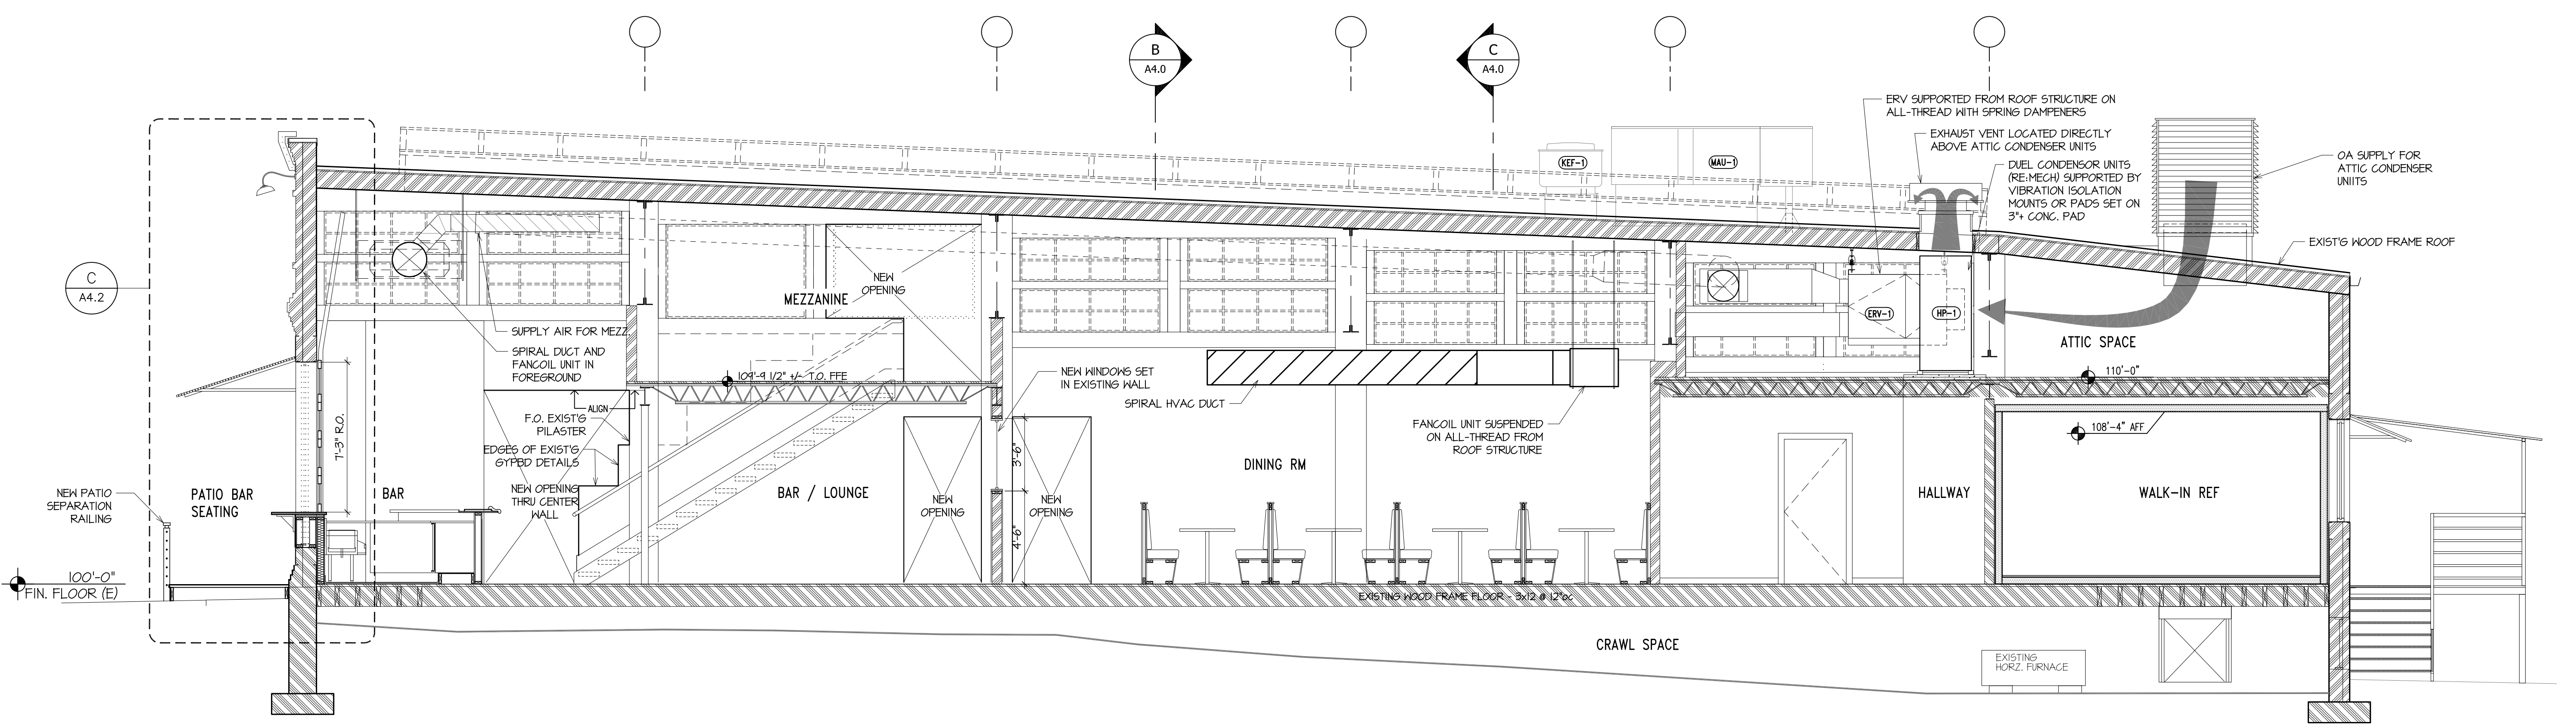 B
A4.0
C
A4.0
ERV SUPPORTED FROM ROOF STRUCTURE ON
ALL-THREAD WITH SPRING DAMPENERS
EXHAUST VENT LOCATED DIRECTLY
ABOVE ATTIC CONDENSER UNITS
DUEL CONDENSOR UNITS
(RE:MECH) SUPPORTED BY
VIBRATION ISOLATION
MOUNTS OR PADS SET ON
3"+ CONC. PAD
OA SUPPLY FOR
ATTIC CONDENSER
UNIITS
KEF-1
MAU-1
EXIST'G WOOD FRAME ROOF
C
A4.2
NEW
OPENING
MEZZANINE
SUPPLY AIR FOR MEZZ
SPIRAL DUCT AND
FANCOIL UNIT IN
FOREGROUND
ERV-1
HP-1
ATTIC SPACE
109'-9 1/2" +/- T.O. FFE
110'-0"
NEW WINDOWS SET
IN EXISTING WALL
SPIRAL HVAC DUCT
ALIGN
F.O. EXIST'G
PILASTER
EDGES OF EXIST'G
GYPBD DETAILS
7'-3" R.O.
FANCOIL UNIT SUSPENDED
ON ALL-THREAD FROM
ROOF STRUCTURE
108'-4" AFF
3'-6"
4'-6"
NEW PATIO
SEPARATION
RAILING
PATIO BAR
SEATING
BAR
NEW OPENING
THRU CENTER
WALL
BAR / LOUNGE
NEW
OPENING
NEW
OPENING
DINING RM
HALLWAY
WALK-IN REF
100'-0"
FIN. FLOOR (E)
EXISTING WOOD FRAME FLOOR - 3x12 @ 12"oc
CRAWL SPACE
EXISTING
HORZ. FURNACE